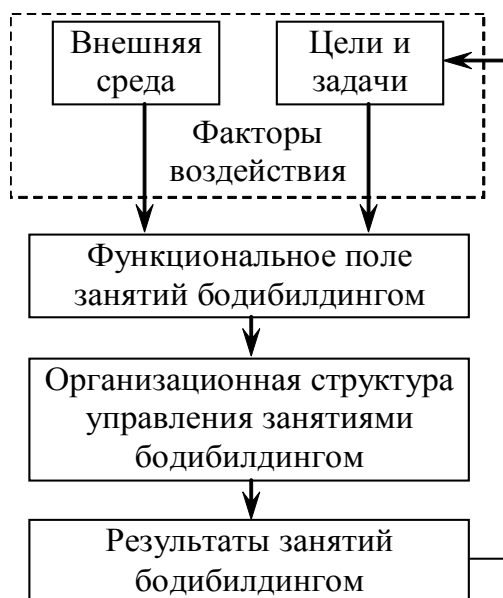 Внешняя
среда
Цели и
задачи
Факторы
воздействия
Функциональное поле
занятий бодибилдингом
Организационная структура
управления занятиями
бодибилдингом
Результаты занятий
бодибилдингом